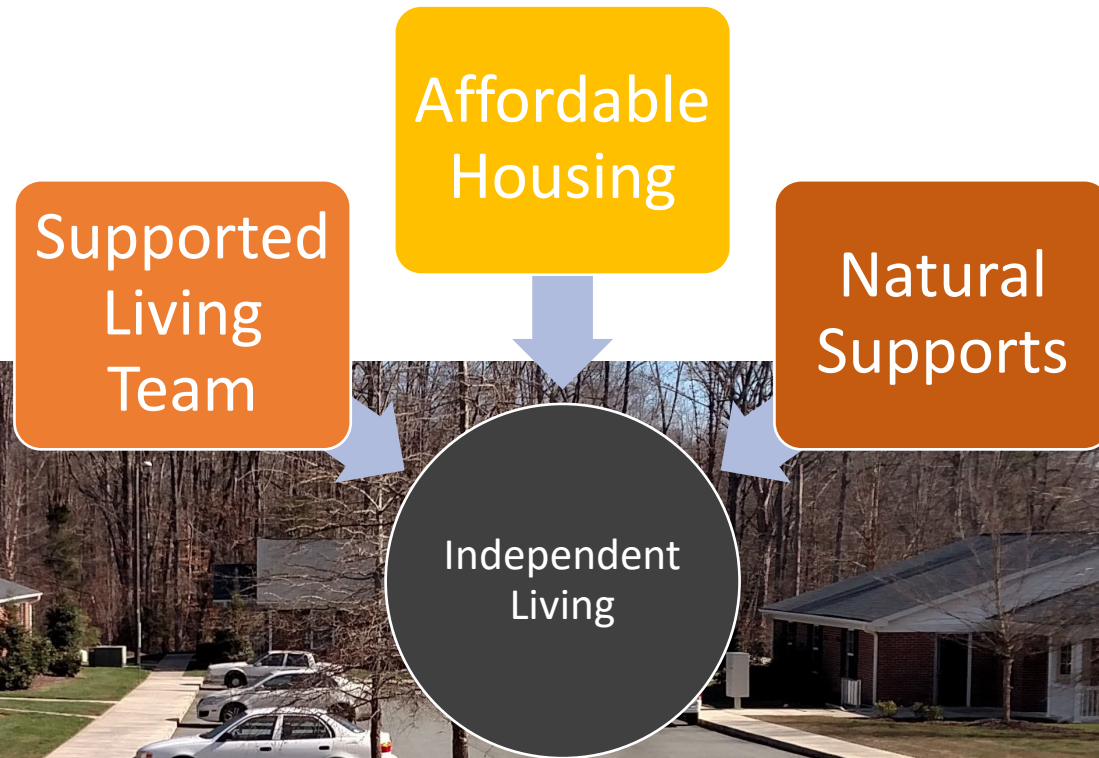 Affordable
Housing
Supported
Living
Team
Natural
Supports
Independent
Living